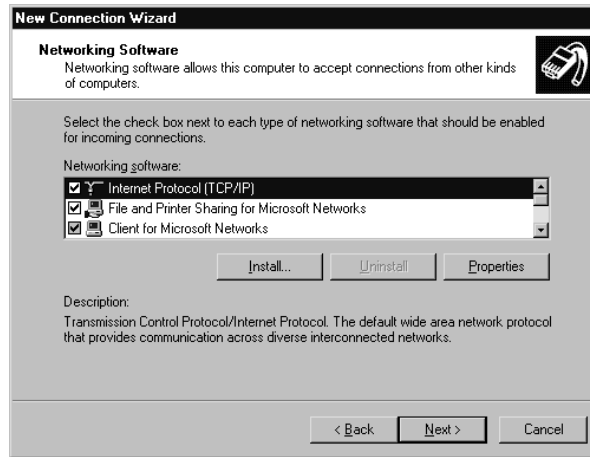 New Connection Wizard
Networking Software
Networking software allows this computer to accept connections from other kinds
of computers.
Select the check box next to each type of networking software that should be enabled
for incoming connections.
Networking software:
Internet Protocol (TCP/IP)
File and Printer Sharing for Microsoft Networks
Client for Microsoft Networks
Install...
Uninstall
Properties
Description:
Transmission Control Protocol/Internet Protocol. The default wide area network protocol
that provides communication across diverse interconnected networks.
< Back
Next >
Cancel